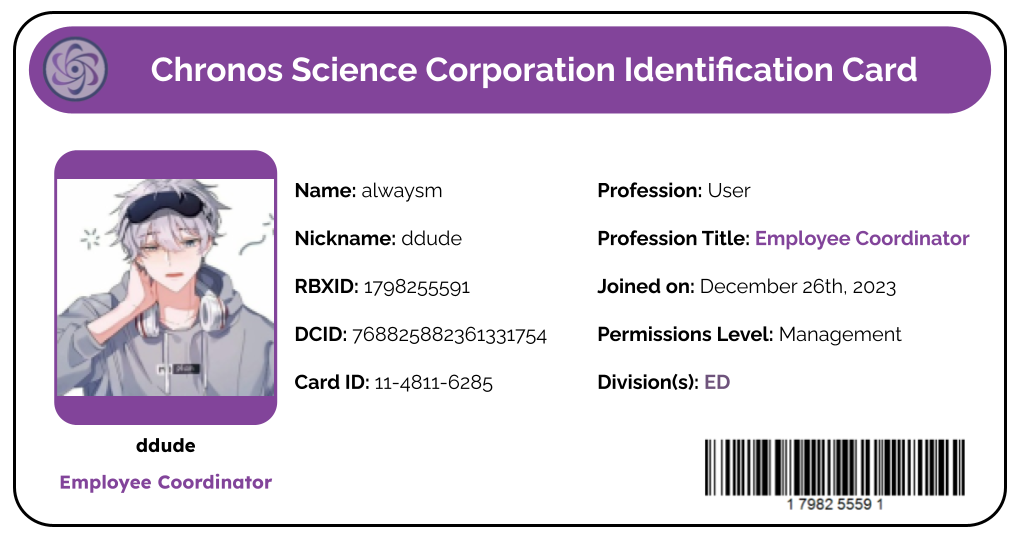 Chronos Science Corporation Identification Card
Name: alwaysm
Nickname: ddude
RBXID: 1798255591
DCID: 768825882361331754
Card ID: 11-4811-6285
Profession: User
Profession Title: Employee Coordinator
Joined on: December 26th, 2023
Permissions Level: Management
Division(s): ED
ddude
Employee Coordinator
1 7982 5559 1